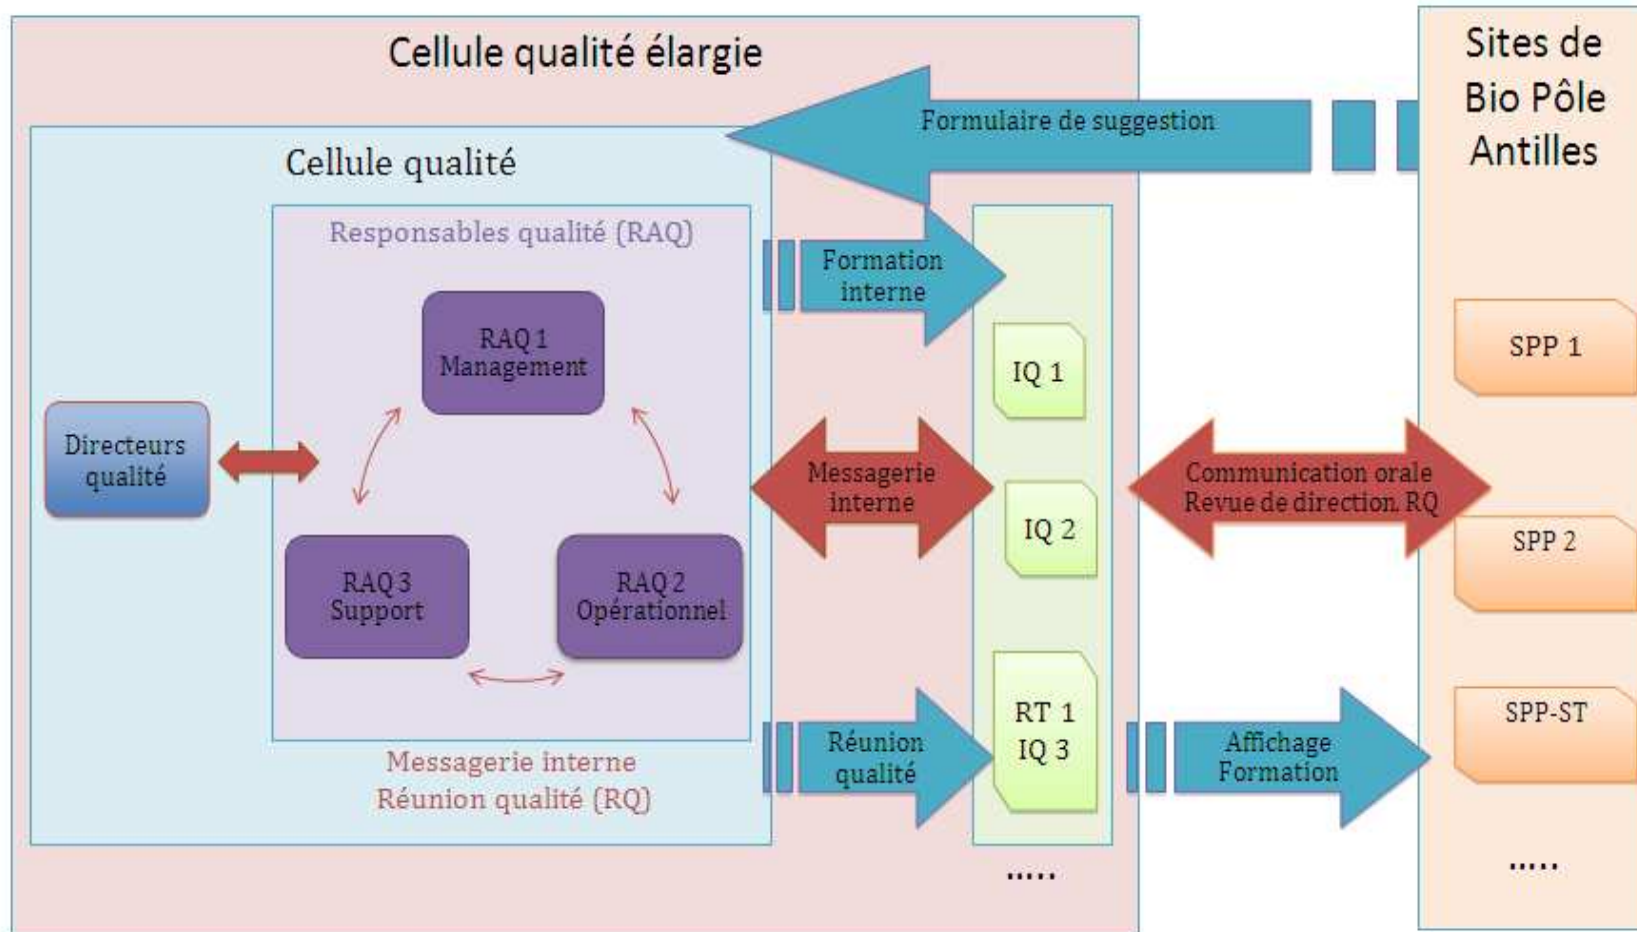 Cellule qualité élargie
Sites de
Bio Pôle
Antilles
Formulaire de suggestion
Cellule qualité
Responsables qualité (RAQ)
Formation
interne
RAQ 1
Management
IQ 1
SPP 1
Directeurs
qualité
Messagerie
interne
Communication orale
Revue de direction. RQ
IQ 2
SPP 2
RAQ 3
Support
RAQ 2
Opérationnel
RT 1
IQ 3
SPP-ST
Réunion
qualité
Affichage
Formation
Messagerie interne
Réunion qualité (RQ)
.....
.....